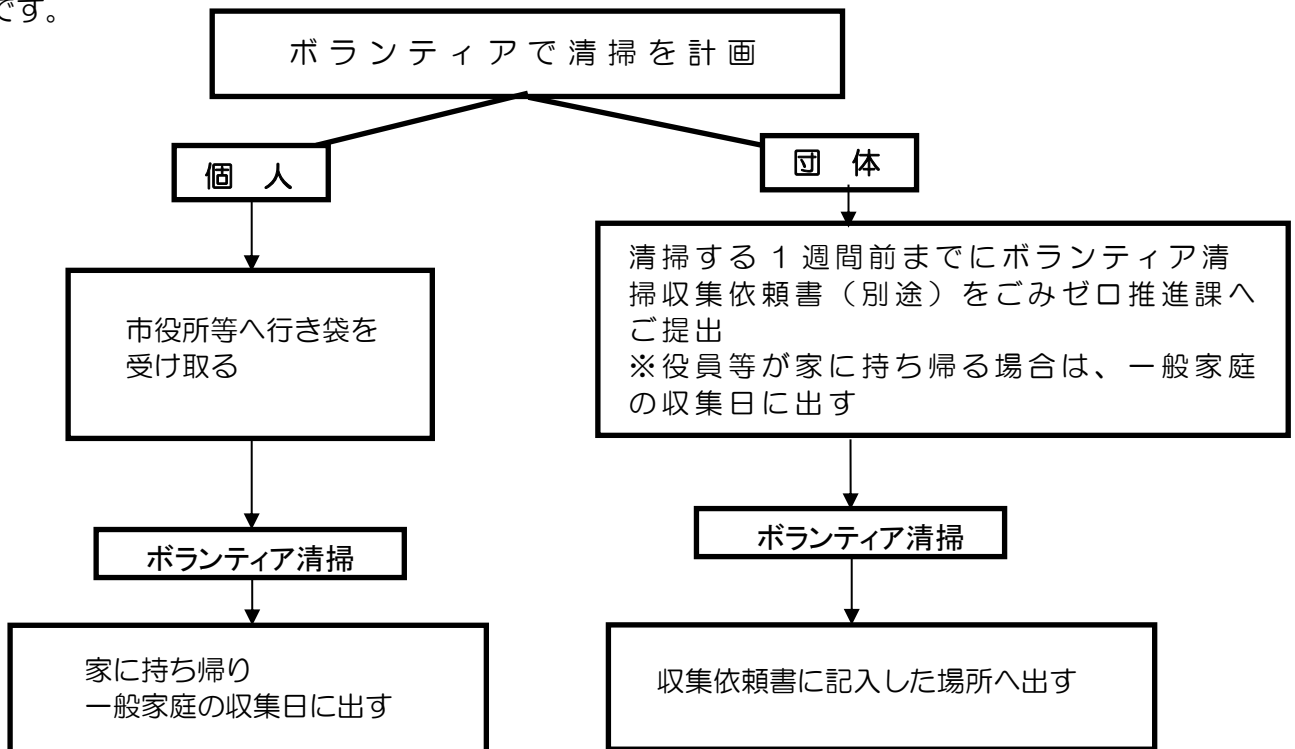 です。
ボランティアで清掃を計画
個　人
団　体
市役所等へ行き袋を
受け取る
清掃する１週間前までにボランティア清
掃収集依頼書（別途）をごみゼロ推進課へ
ご提出
※役員等が家に持ち帰る場合は、一般家庭
の収集日に出す
ボランティア清掃
ボランティア清掃
家に持ち帰り
一般家庭の収集日に出す
収集依頼書に記入した場所へ出す